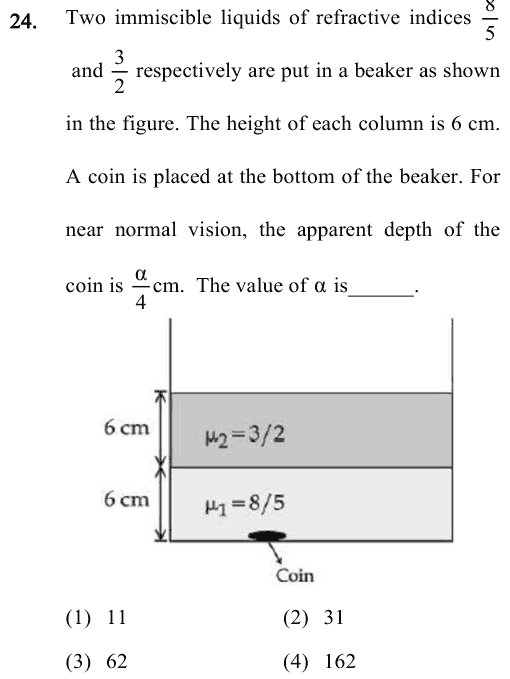 24. Two immiscible liquids of refractive indices 8/5
and 3/2 respectively are put in a beaker as shown
in the figure. The height of each column is 6 cm.
A coin is placed at the bottom of the beaker. For
near normal vision, the apparent depth of the
coin is α/4 cm. The value of α is______.
6 cm
μ₂=3/2
6 cm
μ₁=8/5
Coin
(1) 11 (2) 31
(3) 62 (4) 162